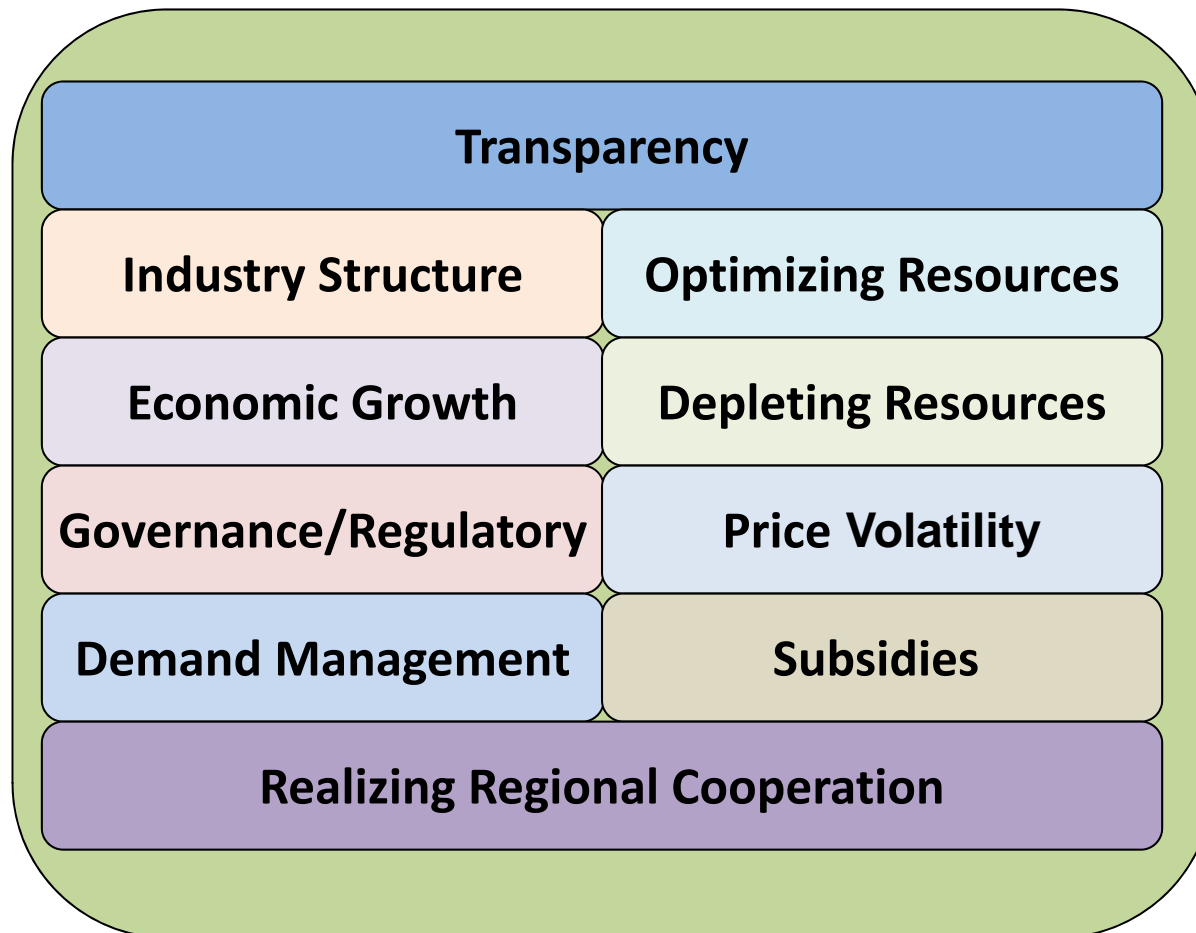 Transparency
Industry Structure
Optimizing Resources
Economic Growth
Depleting Resources
Governance/Regulatory
Price Volatility
Demand Management
Subsidies
Realizing Regional Cooperation